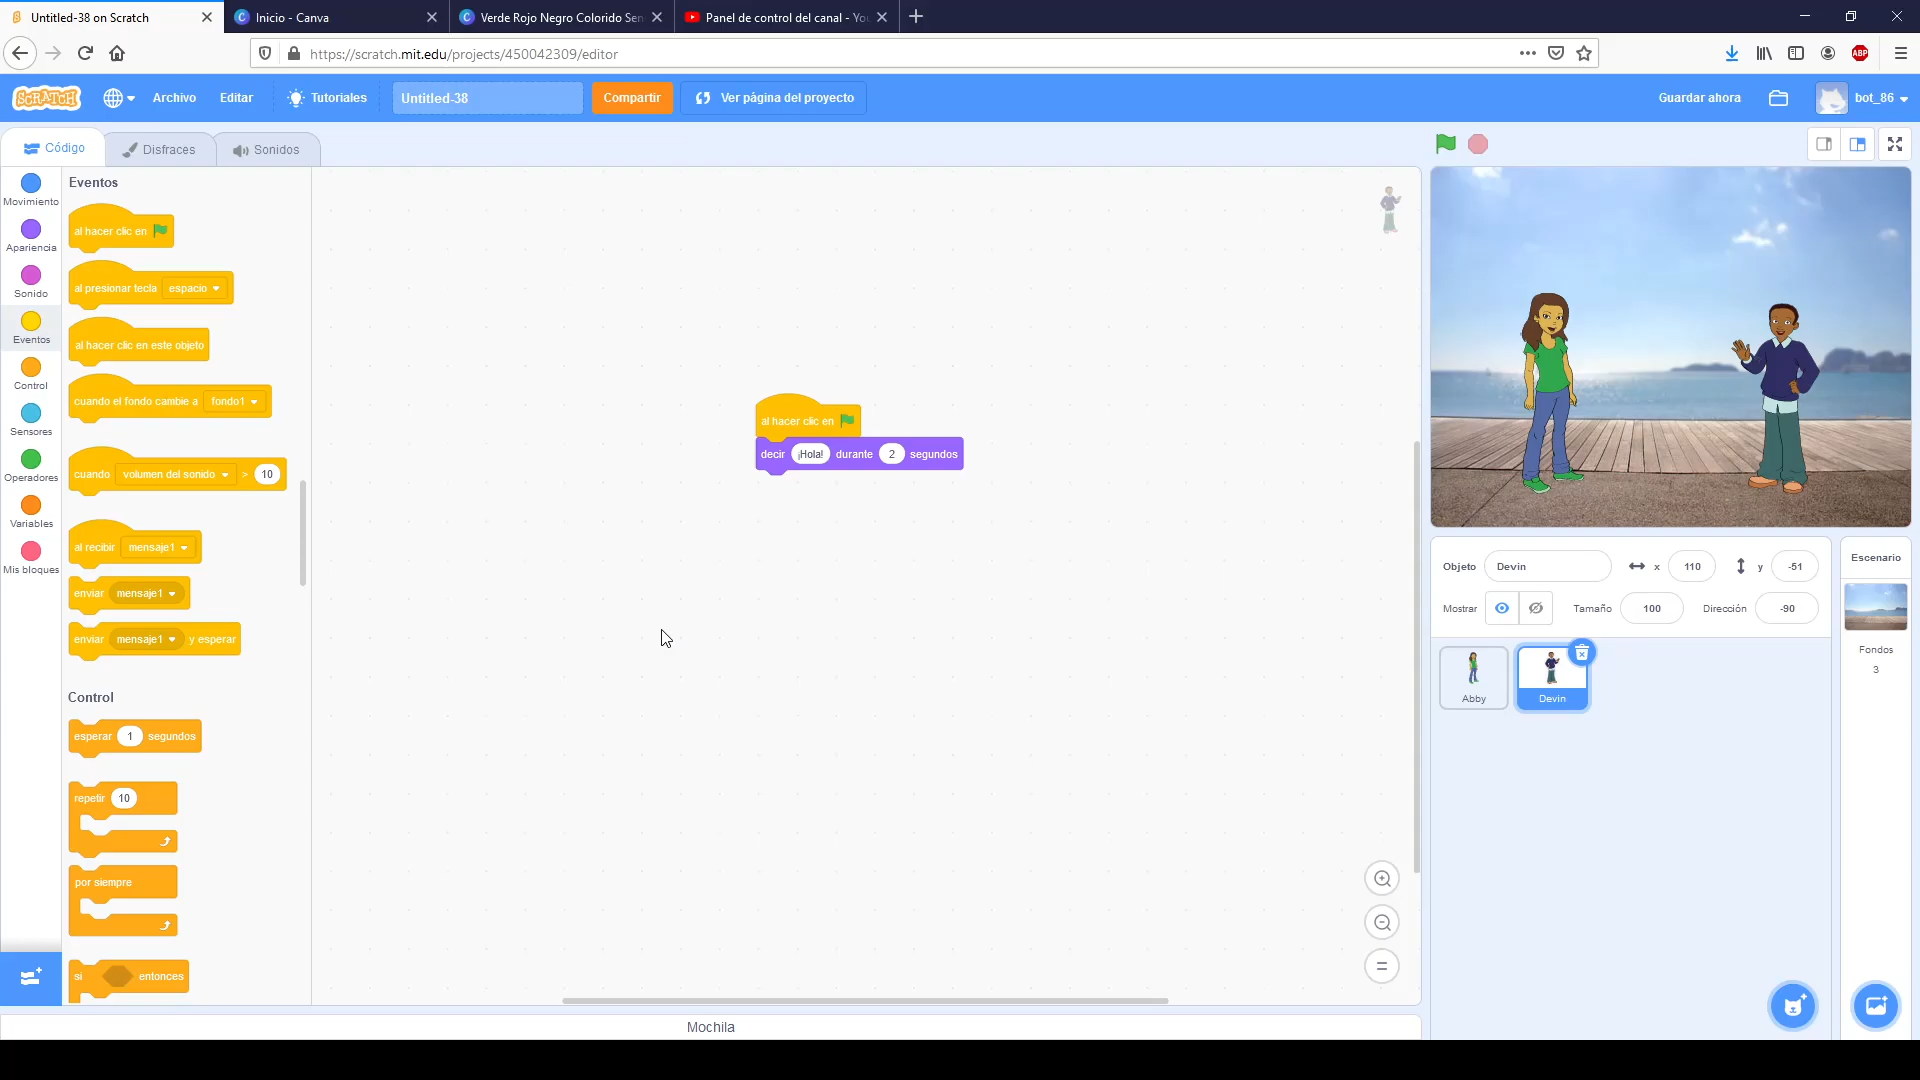 Untitled-38 on Scratch
Inicio - Canva
Verde Rojo Negro Colorido Sen
Panel de control del canal - You
https://scratch.mit.edu/projects/450042309/editor
ABP
SCRATCH
Archivo
Editar
Tutoriales
Untitled-38
Compartir
Ver página del proyecto
Guardar ahora
bot_86
Código
Disfraces
Sonidos
Movimiento
Apariencia
Sonido
Eventos
Control
Sensores
Operadores
Variables
Mis bloques
Eventos
al hacer clic en
al presionar tecla espacio
al hacer clic en este objeto
cuando el fondo cambie a fondo1
cuando volumen del sonido > 10
al recibir mensaje1
enviar mensaje1
enviar mensaje1 y esperar
Control
esperar 1 segundos
repetir 10
por siempre
si entonces
al hacer clic en
decir ¡Hola! durante 2 segundos
Mochila
Objeto Devin x 110 y -51
Mostrar Tamaño 100 Dirección -90
Abby
Devin
Escenario
Fondos
3